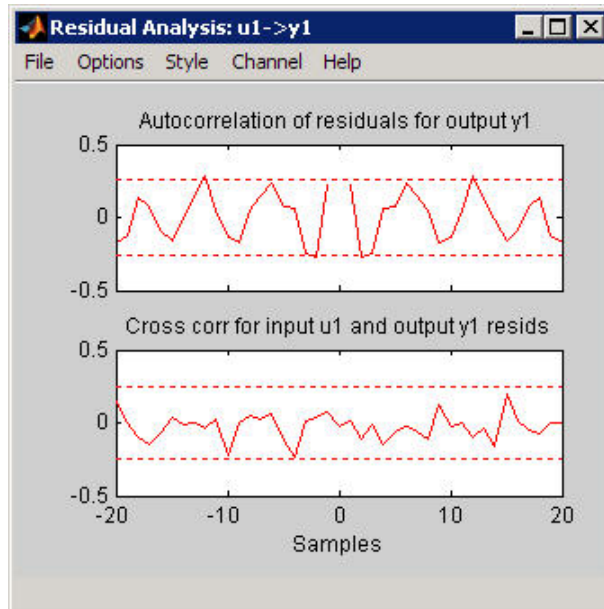 Residual Analysis: u1->y1
File Options Style Channel Help
Autocorrelation of residuals for output y1
0.5
0
-0.5
Cross corr for input u1 and output y1 resids
0.5
0
-0.5
-20 -10 0 10 20
Samples